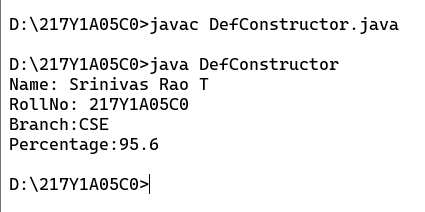 D:\217Y1A05C0>javac DefConstructor.java
D:\217Y1A05C0>java DefConstructor
Name: Srinivas Rao T
RollNo: 217Y1A05C0
Branch:CSE
Percentage:95.6
D:\217Y1A05C0>